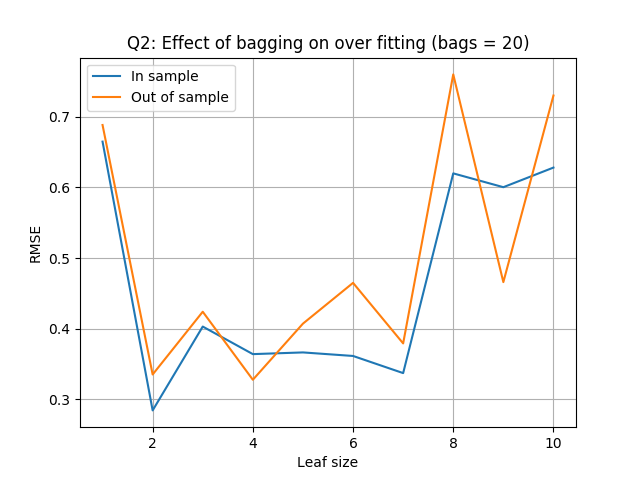 Q2: Effect of bagging on over fitting (bags = 20)
In sample
Out of sample
RMSE
0.7
0.6
0.5
0.4
0.3
2 4 6 8 10
Leaf size